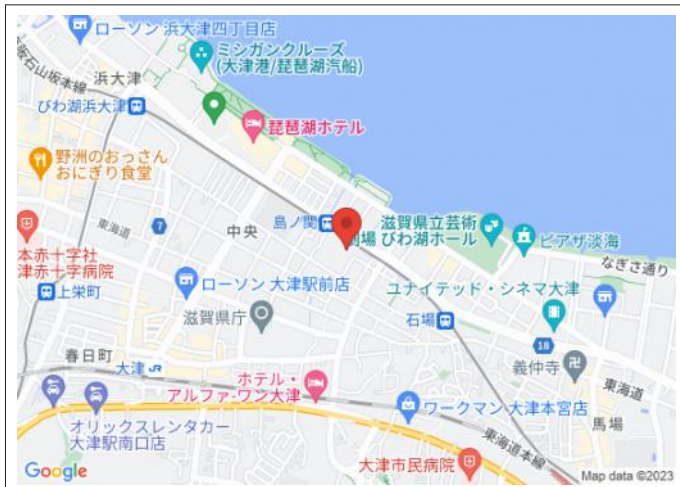 ローソン 浜大津四丁目店
ミシガンクルーズ
(大津港/琵琶湖汽船)
阪石山坂本線
浜大津
びわ湖浜大津
琵琶湖ホテル
野洲のおっさん
おにぎり食堂
東海道
7
中央
島ノ関
滋賀県立芸術
劇場 びわ湖ホール
ピアザ淡海
なぎさ通り
本赤十字社
津赤十字病院
上栄町
ローソン 大津駅前店
ユナイテッド・シネマ大津
滋賀県庁
石場
18
春日町
大津
JR
義仲寺
東海道
ホテル・
アルファーワン大津
ワークマン 大津本宮店
馬場
オリックスレンタカー
大津駅南口店
東海道本線
大津市民病院
Google
Map data ©2023